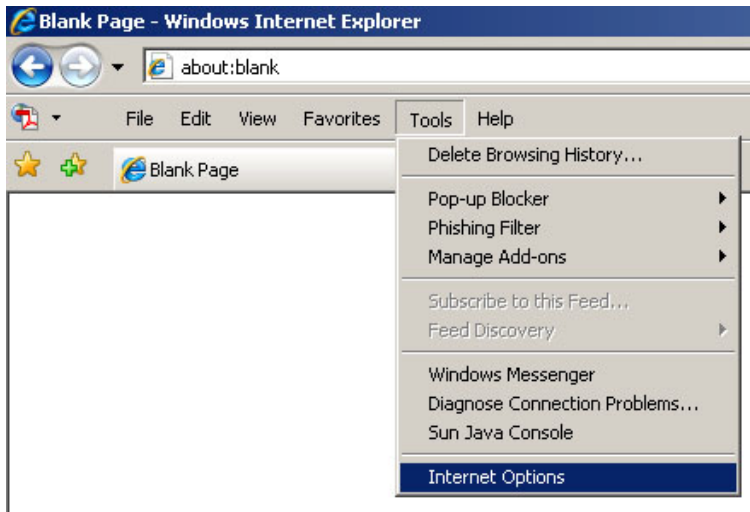 Blank Page - Windows Internet Explorer
about:blank
File Edit View Favorites Tools Help
Blank Page
Delete Browsing History...
Pop-up Blocker
Phishing Filter
Manage Add-ons
Subscribe to this Feed...
Feed Discovery
Windows Messenger
Diagnose Connection Problems...
Sun Java Console
Internet Options